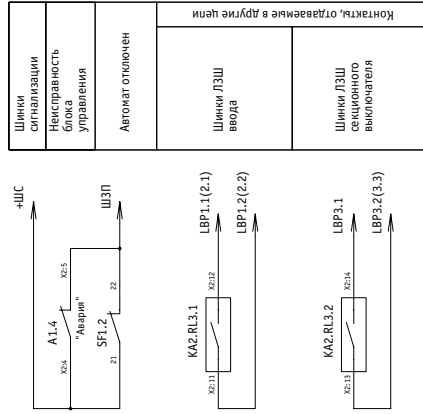 +ШС
Шинки
сигнализации
A1.4
X2:4
X2:5
"Авария"
Неисправность
блока
управления
SF1.2
21
22
ШЗП
Автомат отключен
KA2.RL3.1
X2:11
X2:12
LBP1.1(2.1)
LBP1.2(2.2)
Шинки ЛЗШ
ввода
KA2.RL3.2
X2:13
X2:14
LBP3.1
LBP3.2(3.3)
Шинки ЛЗШ
секционного
выключателя
Контакты, отдаваемые в другие цепи